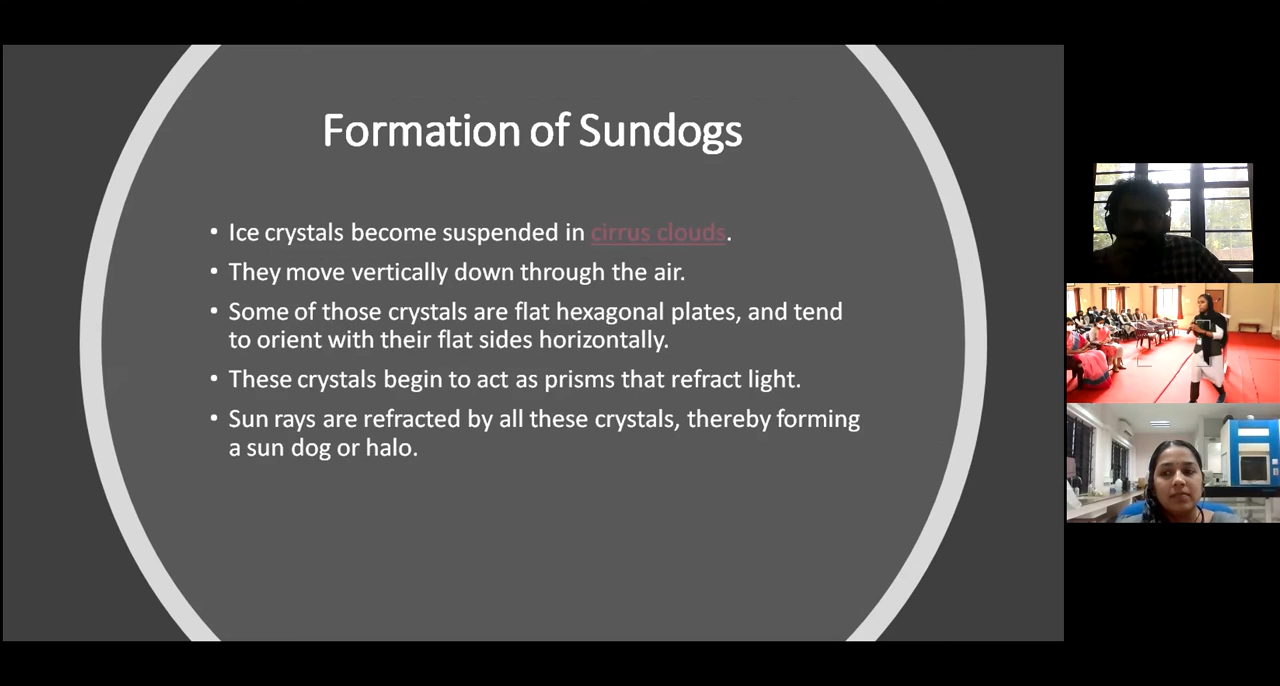 Formation of Sundogs
• Ice crystals become suspended in cirrus clouds.
• They move vertically down through the air.
• Some of those crystals are flat hexagonal plates, and tend
to orient with their flat sides horizontally.
• These crystals begin to act as prisms that refract light.
• Sun rays are refracted by all these crystals, thereby forming
a sun dog or halo.